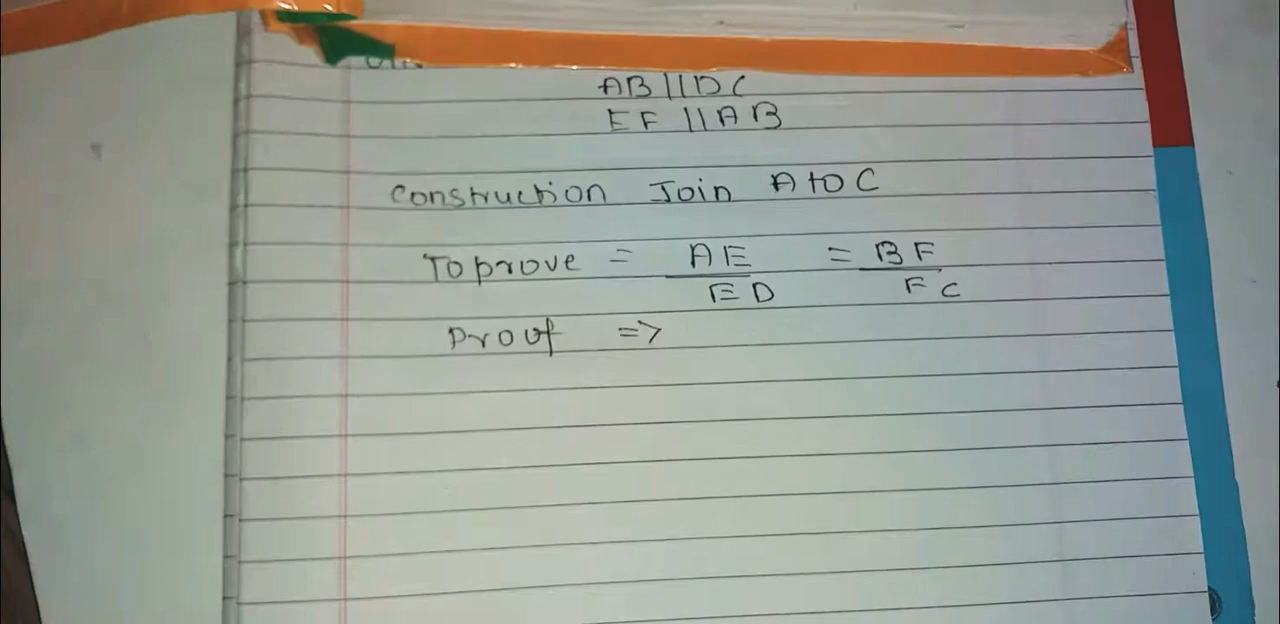 AB || DC
EF || AB
Construction Join A to C
To prove = AE = BF
ED FC
Proof =>